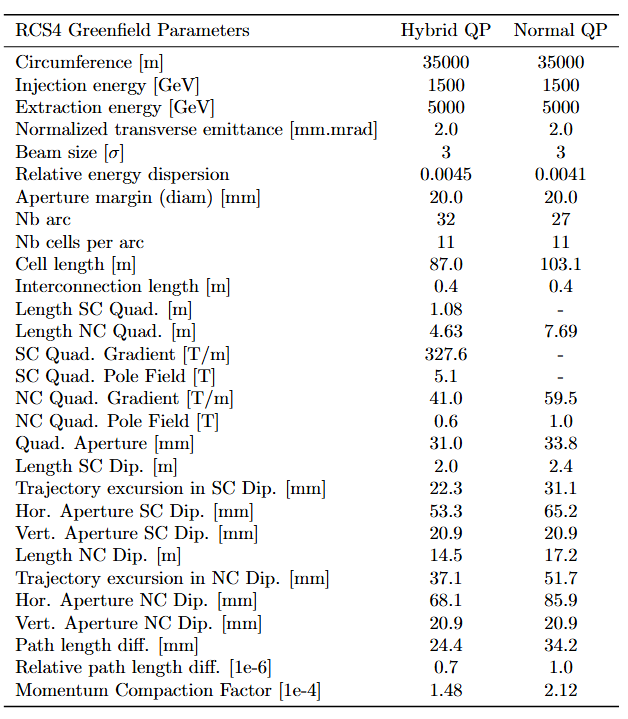 RCS4 Greenfield Parameters Hybrid QP Normal QP
Circumference [m] 35000 35000
Injection energy [GeV] 1500 1500
Extraction energy [GeV] 5000 5000
Normalized transverse emittance [mm.mrad] 2.0 2.0
Beam size [σ] 3 3
Relative energy dispersion 0.0045 0.0041
Aperture margin (diam) [mm] 20.0 20.0
Nb arc 32 27
Nb cells per arc 11 11
Cell length [m] 87.0 103.1
Interconnection length [m] 0.4 0.4
Length SC Quad. [m] 1.08 -
Length NC Quad. [m] 4.63 7.69
SC Quad. Gradient [T/m] 327.6 -
SC Quad. Pole Field [T] 5.1 -
NC Quad. Gradient [T/m] 41.0 59.5
NC Quad. Pole Field [T] 0.6 1.0
Quad. Aperture [mm] 31.0 33.8
Length SC Dip. [m] 2.0 2.4
Trajectory excursion in SC Dip. [mm] 22.3 31.1
Hor. Aperture SC Dip. [mm] 53.3 65.2
Vert. Aperture SC Dip. [mm] 20.9 20.9
Length NC Dip. [m] 14.5 17.2
Trajectory excursion in NC Dip. [mm] 37.1 51.7
Hor. Aperture NC Dip. [mm] 68.1 85.9
Vert. Aperture NC Dip. [mm] 20.9 20.9
Path length diff. [mm] 24.4 34.2
Relative path length diff. [1e-6] 0.7 1.0
Momentum Compaction Factor [1e-4] 1.48 2.12